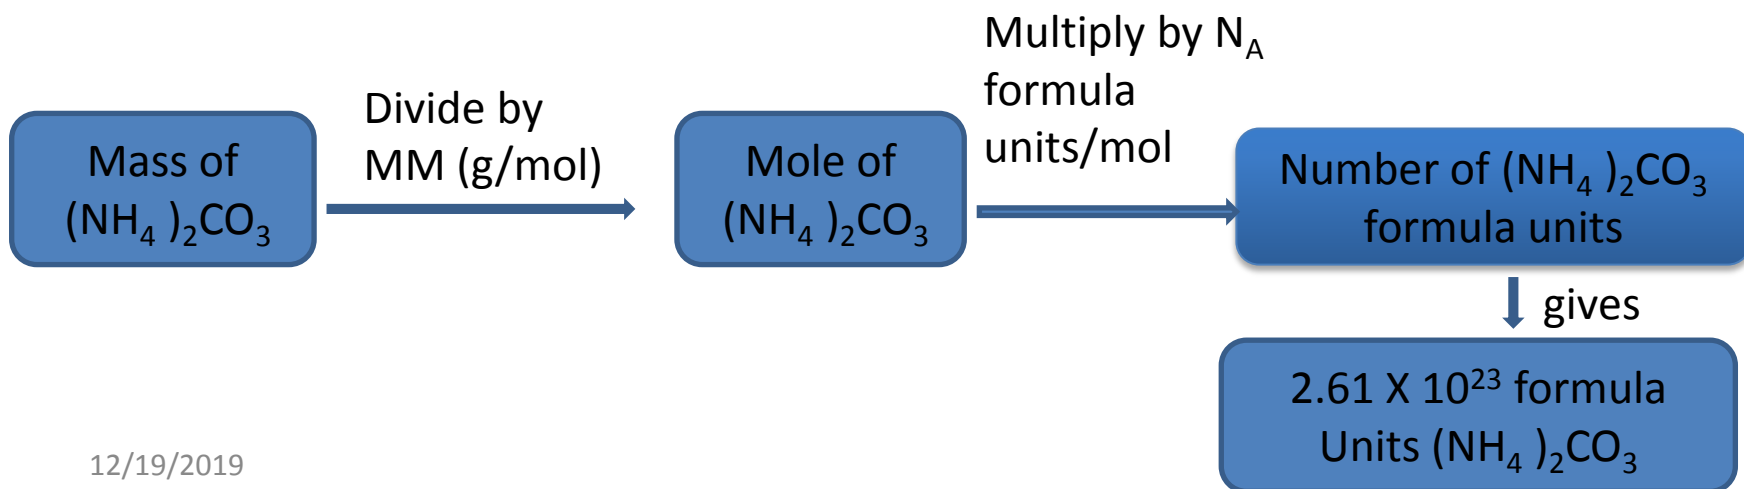 Mass of
(NH₄ )₂CO₃
Divide by
MM (g/mol)
Mole of
(NH₄ )₂CO₃
Multiply by N_A
formula
units/mol
Number of (NH₄ )₂CO₃
formula units
gives
2.61 X 10²³ formula
Units (NH₄ )₂CO₃
12/19/2019